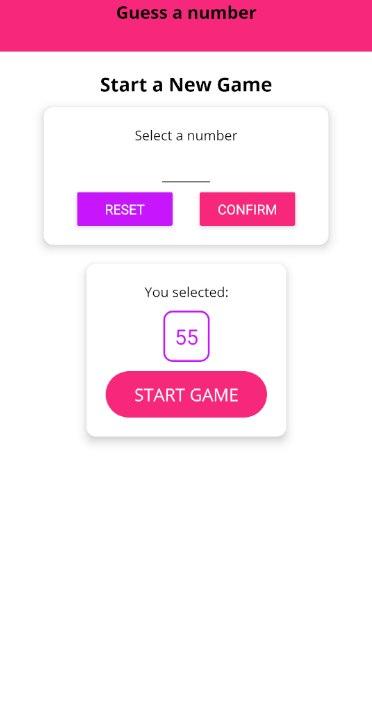 Guess a number
Start a New Game
Select a number
RESET CONFIRM
You selected:
55
START GAME